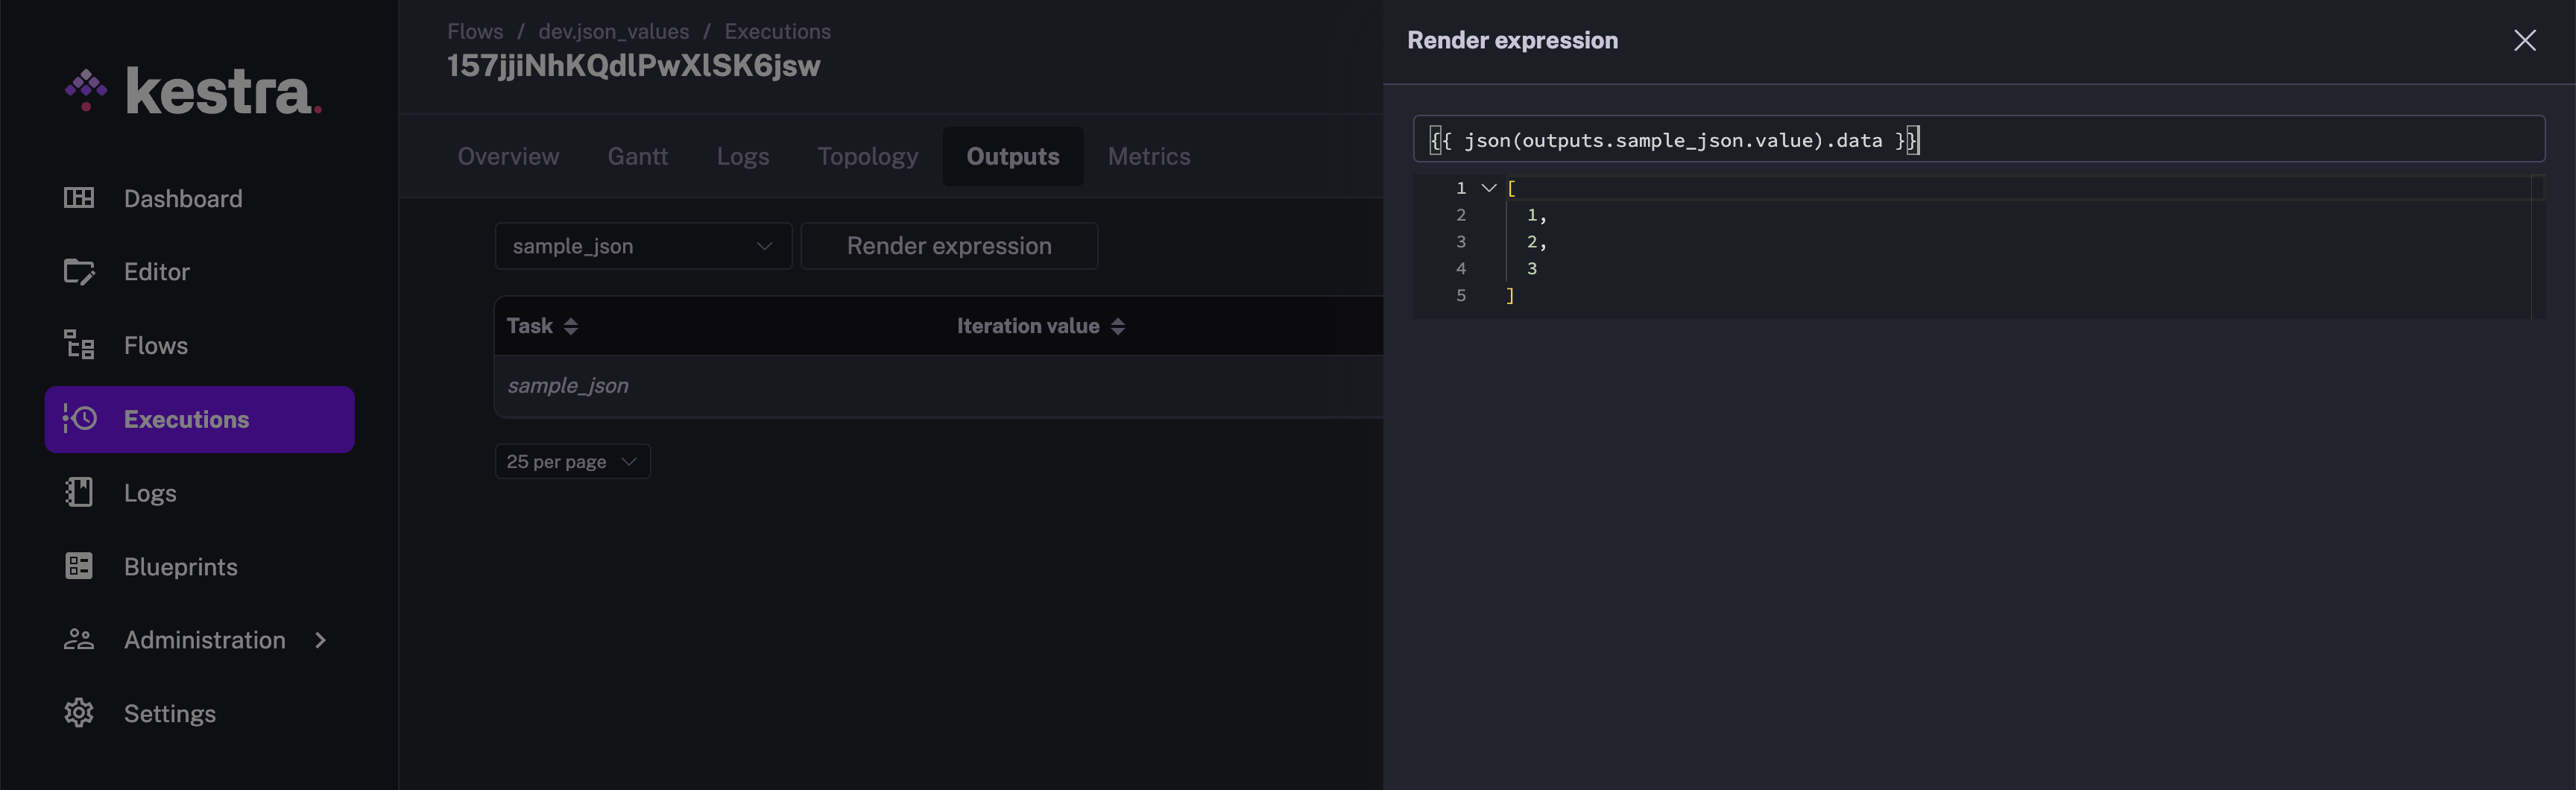 kestra.
Dashboard
Editor
Flows
Executions
Logs
Blueprints
Administration
Settings
Flows / dev.json_values / Executions
157jjiNhKQdlPwXlSK6jsw
Overview Gantt Logs Topology Outputs Metrics
sample_json Render expression
Task Iteration value
sample_json
25 per page
Render expression
{{ json(outputs.sample_json.value).data }}
1 [
2 1,
3 2,
4 3
5 ]